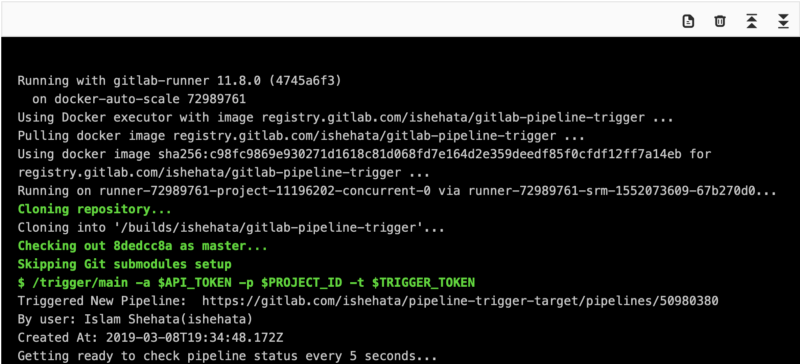 Running with gitlab-runner 11.8.0 (4745a6f3)
on docker-auto-scale 72989761
Using Docker executor with image registry.gitlab.com/ishehata/gitlab-pipeline-trigger ...
Pulling docker image registry.gitlab.com/ishehata/gitlab-pipeline-trigger ...
Using docker image sha256:c98fc9869e930271d1618c81d068fd7e164d2e359deedf85f0cfdf12ff7a14eb for
registry.gitlab.com/ishehata/gitlab-pipeline-trigger ...
Running on runner-72989761-project-11196202-concurrent-0 via runner-72989761-srm-1552073609-67b270d0...
Cloning repository...
Cloning into '/builds/ishehata/gitlab-pipeline-trigger'...
Checking out 8dedcc8a as master...
Skipping Git submodules setup
$ /trigger/main -a $API_TOKEN -p $PROJECT_ID -t $TRIGGER_TOKEN
Triggered New Pipeline:  https://gitlab.com/ishehata/pipeline-trigger-target/pipelines/50980380
By user: Islam Shehata(ishehata)
Created At: 2019-03-08T19:34:48.172Z
Getting ready to check pipeline status every 5 seconds...